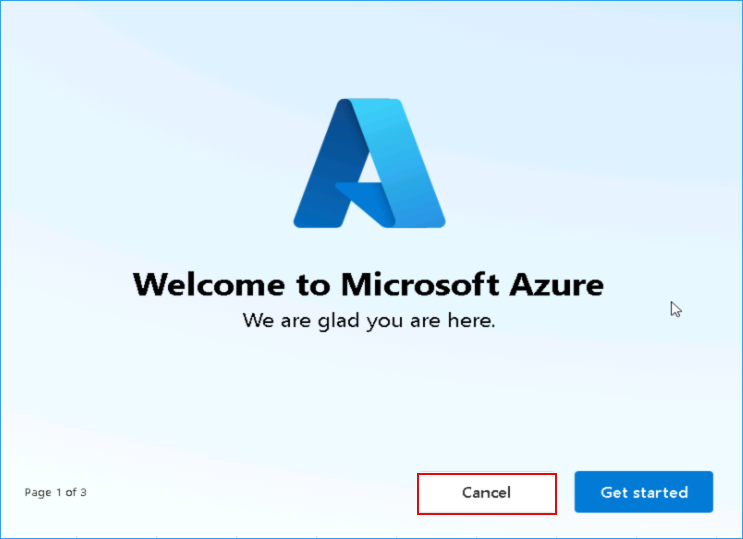 Welcome to Microsoft Azure
We are glad you are here.
Page 1 of 3
Cancel
Get started